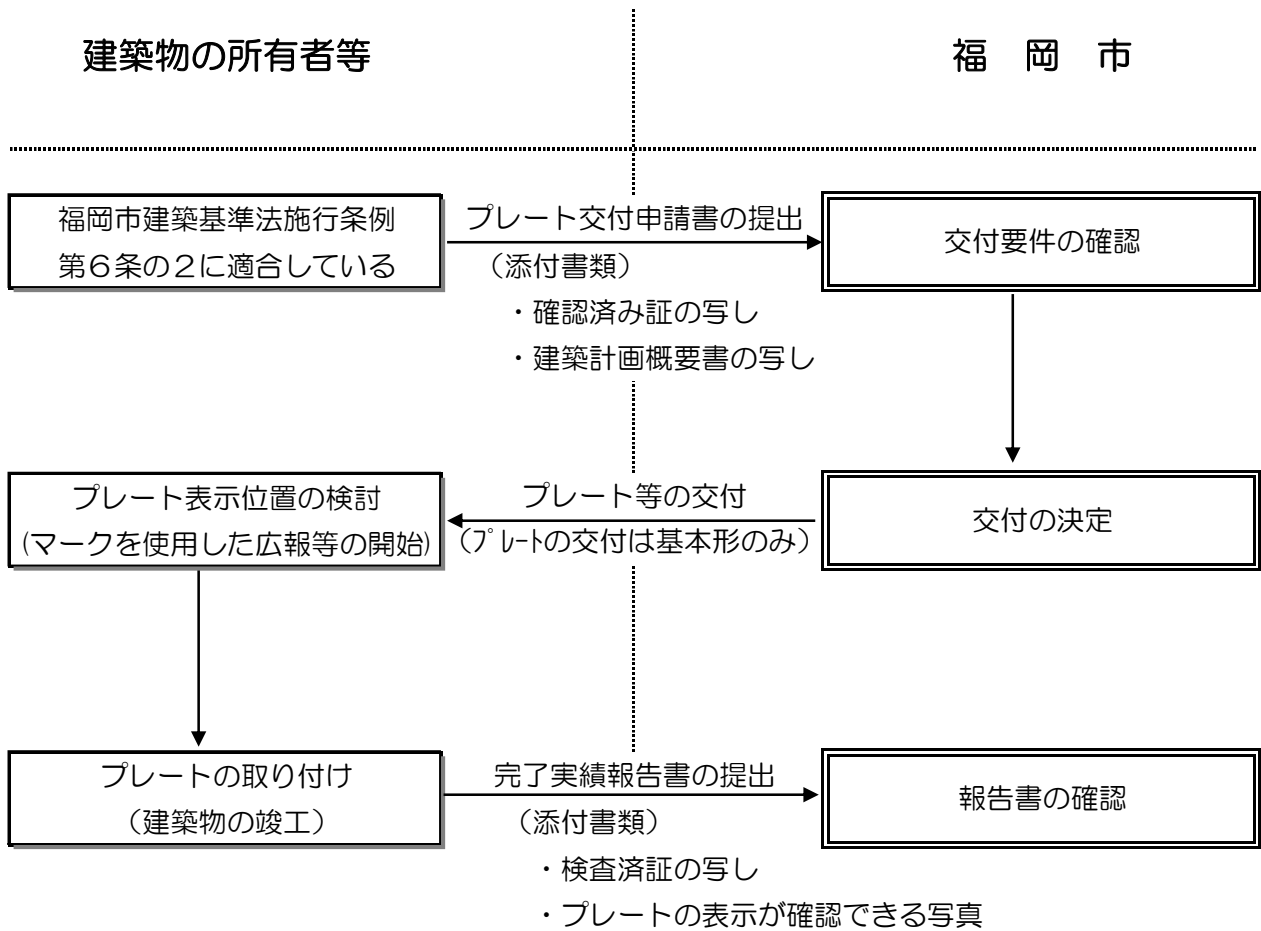 建築物の所有者等
福 岡 市
福岡市建築基準法施行条例
第６条の２に適合している
プレート交付申請書の提出
（添付書類）
・確認済み証の写し
・建築計画概要書の写し
交付要件の確認
プレート表示位置の検討
(マークを使用した広報等の開始)
プレート等の交付
（ﾌﾟﾚｰﾄの交付は基本形のみ）
交付の決定
プレートの取り付け
（建築物の竣工）
完了実績報告書の提出
（添付書類）
・検査済証の写し
・プレートの表示が確認できる写真
報告書の確認